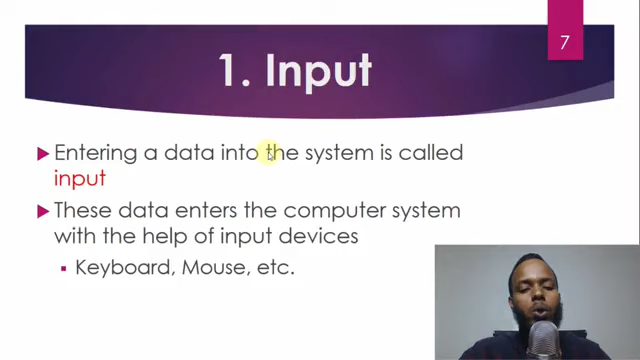 7
1. Input
Entering a data into the system is called
input
These data enters the computer system
with the help of input devices
Keyboard, Mouse, etc.